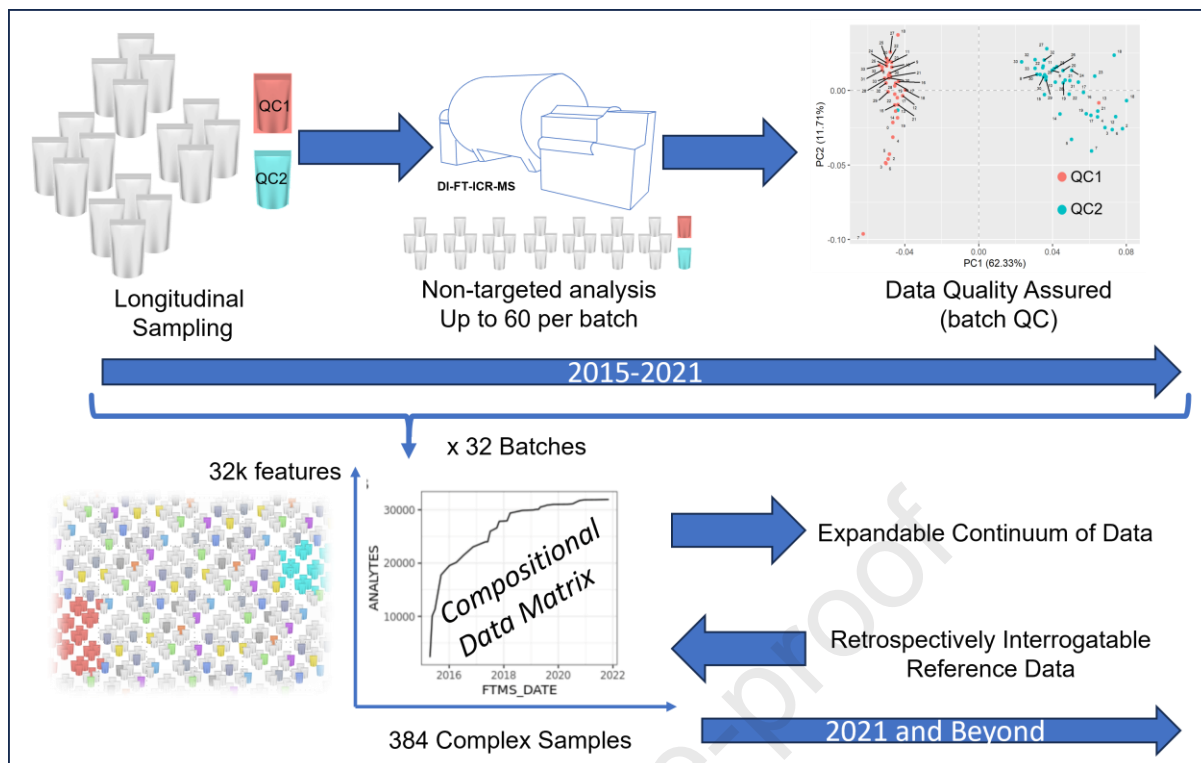 QC1
QC2
DI-FT-ICR-MS
Longitudinal
Sampling
Non-targeted analysis
Up to 60 per batch
PC2 (11.71%)
0.00
-0.05
-0.10
-0.04
0.00
0.04
0.08
PC1 (62.33%)
QC1
QC2
Data Quality Assured
(batch QC)
2015-2021
x 32 Batches
32k features
ANALYTES
30000
20000
10000
Compositional
Data Matrix
2016
2018
2020
2022
FTMS_DATE
384 Complex Samples
Expandable Continuum of Data
Retrospectively Interrogatable
Reference Data
2021 and Beyond
e-proof